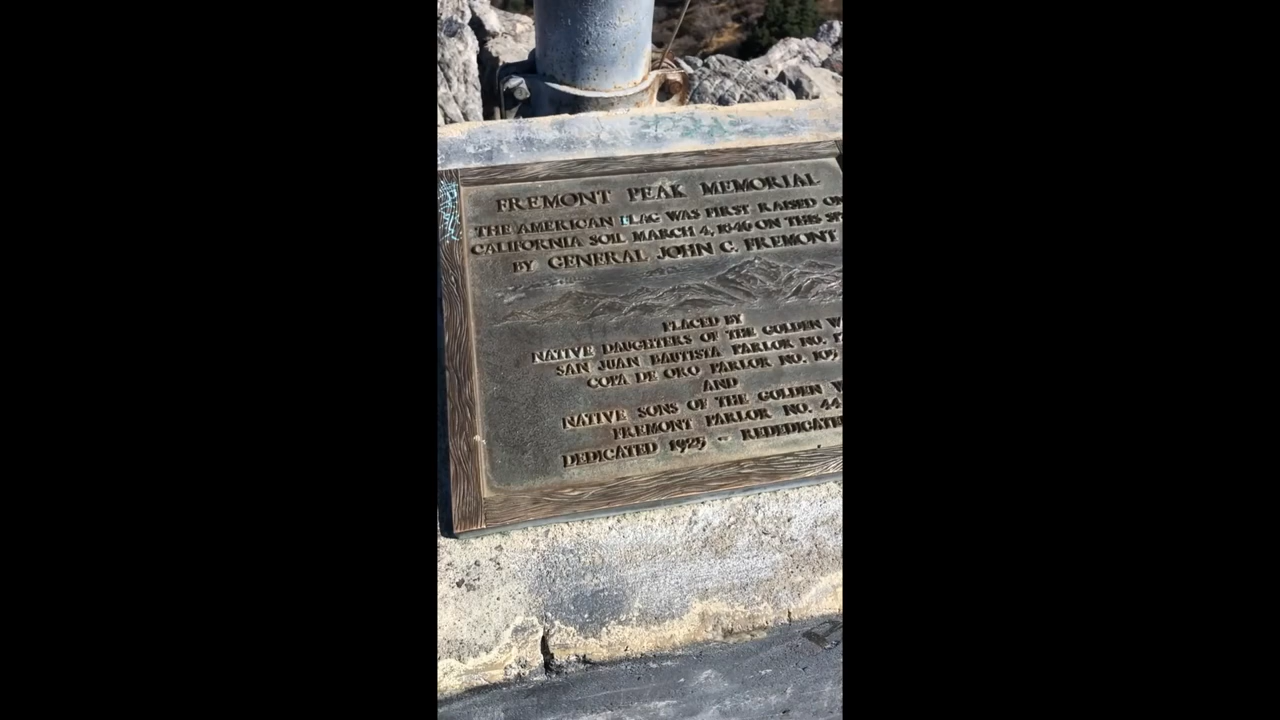 FREMONT PEAK MEMORIAL
THE AMERICAN FLAG WAS FIRST RAISED
CALIFORNIA SOIL MARCH 4, 1846 ON THIS
BY GENERAL JOHN C. FREMONT
PLACED BY
NATIVE DAUGHTERS OF THE GOLDEN
SAN JUAN BAUTISTA PARLOR NO.
COPA DE ORO PARLOR NO. 105
AND
NATIVE SONS OF THE GOLDEN
FREMONT PARLOR NO. 44
DEDICATED 1925 - REDEDICATED